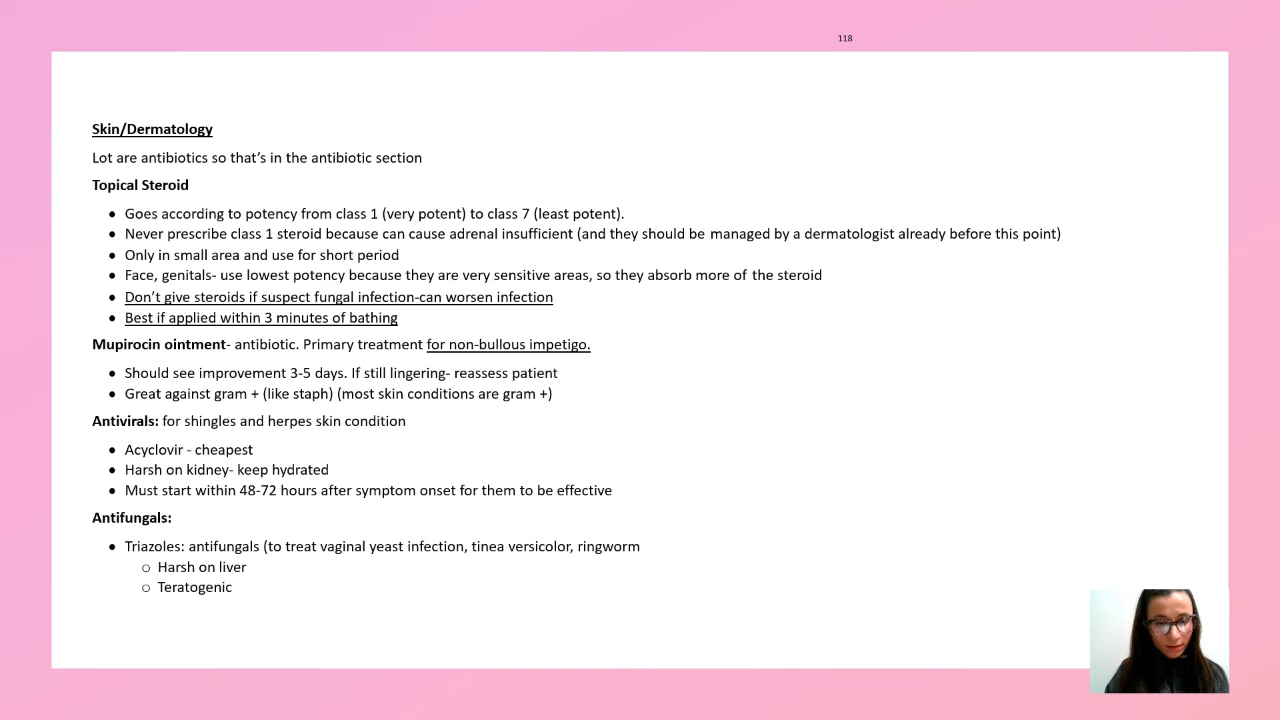 118
Skin/Dermatology
Lot are antibiotics so that's in the antibiotic section
Topical Steroid
• Goes according to potency from class 1 (very potent) to class 7 (least potent).
• Never prescribe class 1 steroid because can cause adrenal insufficient (and they should be managed by a dermatologist already before this point)
• Only in small area and use for short period
• Face, genitals- use lowest potency because they are very sensitive areas, so they absorb more of the steroid
• Don't give steroids if suspect fungal infection-can worsen infection
• Best if applied within 3 minutes of bathing
Mupirocin ointment- antibiotic. Primary treatment for non-bullous impetigo.
• Should see improvement 3-5 days. If still lingering- reassess patient
• Great against gram + (like staph) (most skin conditions are gram +)
Antivirals: for shingles and herpes skin condition
• Acyclovir - cheapest
• Harsh on kidney- keep hydrated
• Must start within 48-72 hours after symptom onset for them to be effective
Antifungals:
• Triazoles: antifungals (to treat vaginal yeast infection, tinea versicolor, ringworm
o Harsh on liver
o Teratogenic